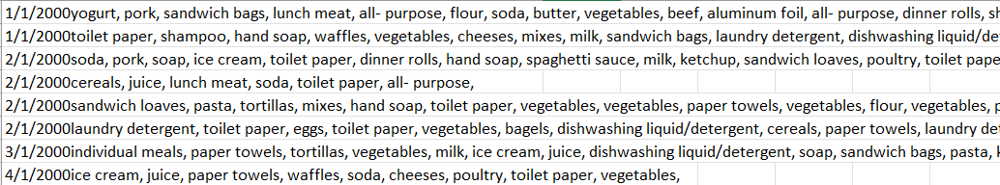 1/1/2000yogurt, pork, sandwich bags, lunch meat, all- purpose, flour, soda, butter, vegetables, beef, aluminum foil, all- purpose, dinner rolls, sh
1/1/2000toilet paper, shampoo, hand soap, waffles, vegetables, cheeses, mixes, milk, sandwich bags, laundry detergent, dishwashing liquid/de
2/1/2000soda, pork, soap, ice cream, toilet paper, dinner rolls, hand soap, spaghetti sauce, milk, ketchup, sandwich loaves, poultry, toilet pape
2/1/2000cereals, juice, lunch meat, soda, toilet paper, all- purpose,
2/1/2000sandwich loaves, pasta, tortillas, mixes, hand soap, toilet paper, vegetables, vegetables, paper towels, vegetables, flour, vegetables, p
2/1/2000laundry detergent, toilet paper, eggs, toilet paper, vegetables, bagels, dishwashing liquid/detergent, cereals, paper towels, laundry de
3/1/2000individual meals, paper towels, tortillas, vegetables, milk, ice cream, juice, dishwashing liquid/detergent, soap, sandwich bags, pasta,
4/1/2000ice cream, juice, paper towels, waffles, soda, cheeses, poultry, toilet paper, vegetables,